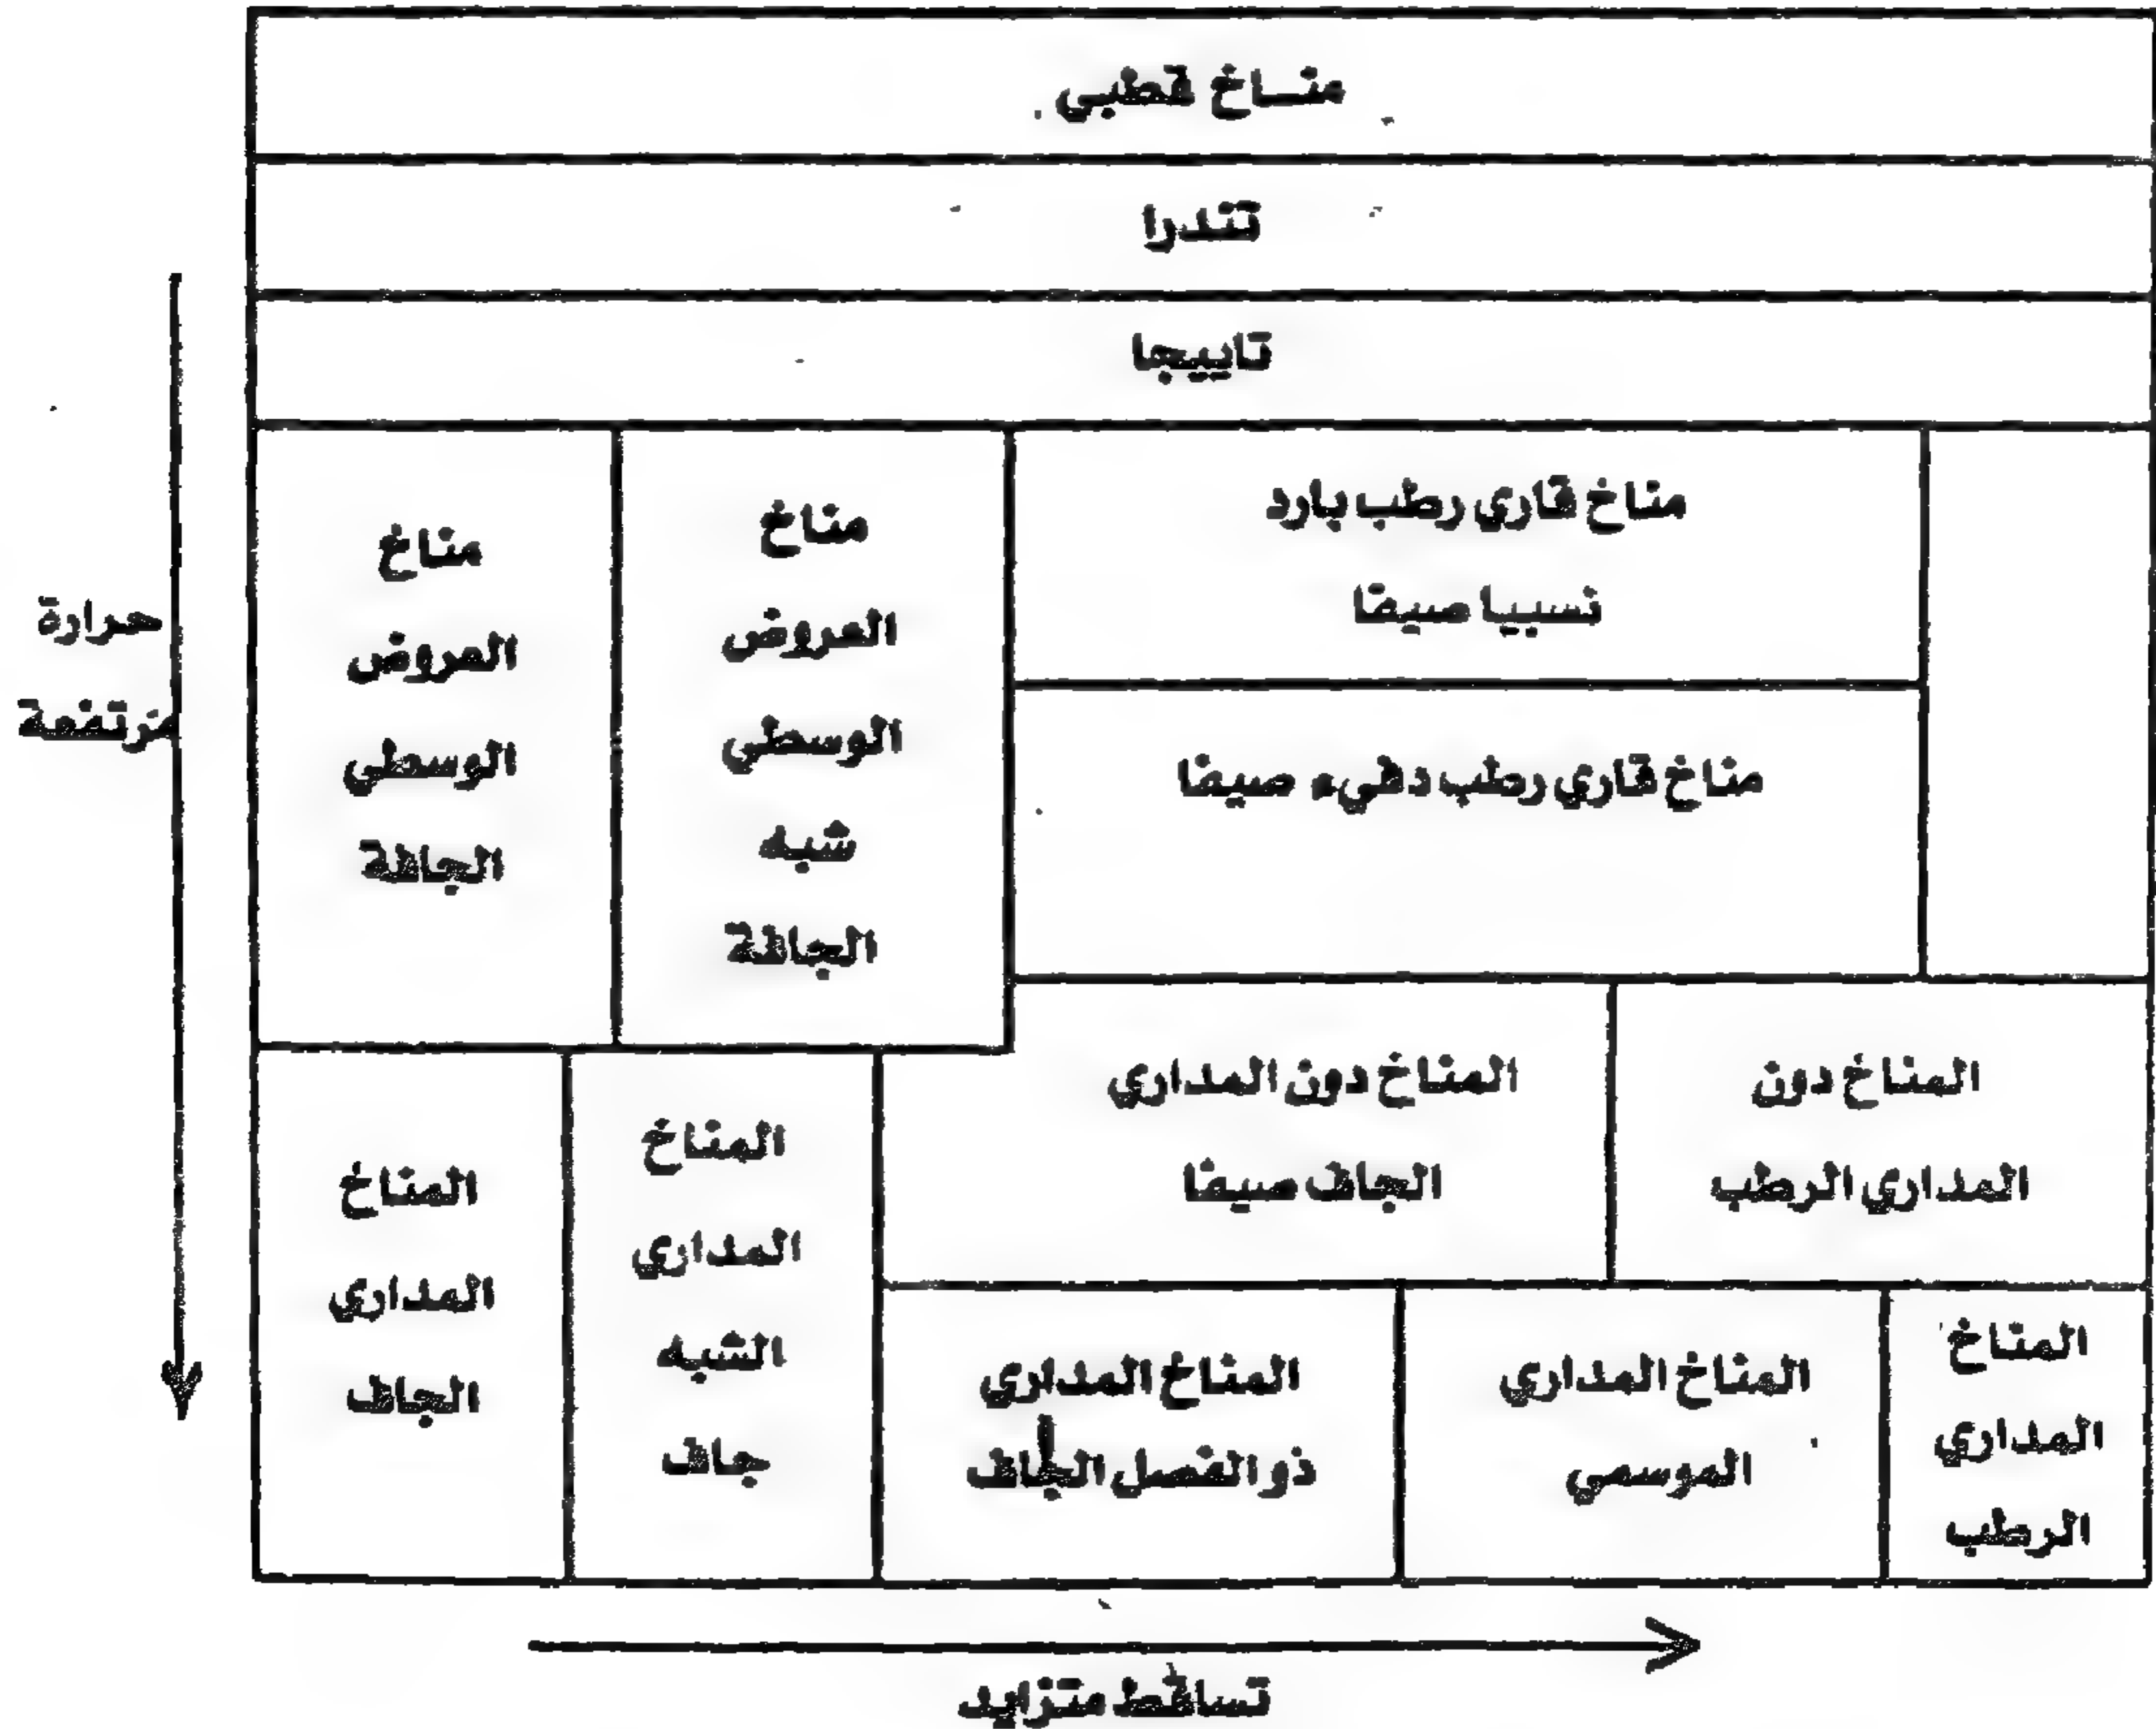 مناخ قطبي
تندرا
تاييجا
مناخ قاري رطب بارد
نسبيا صيفا
مناخ قاري رطب دفيء صيفا
مناخ
العروض
الوسطي
شبه
الجافة
مناخ
العروض
الوسطي
الجافة
حرارة
مرتفعة
المناخ دون
المداري الرطب
المناخ دون المداري
الجاف صيفا
المناخ
المداري
الرطب
المناخ المداري
الموسمي
المناخ المداري
ذو الفصل الجاف
المناخ
المداري
الشبه
جاف
المناخ
المداري
الجاف
تساقط متزايد